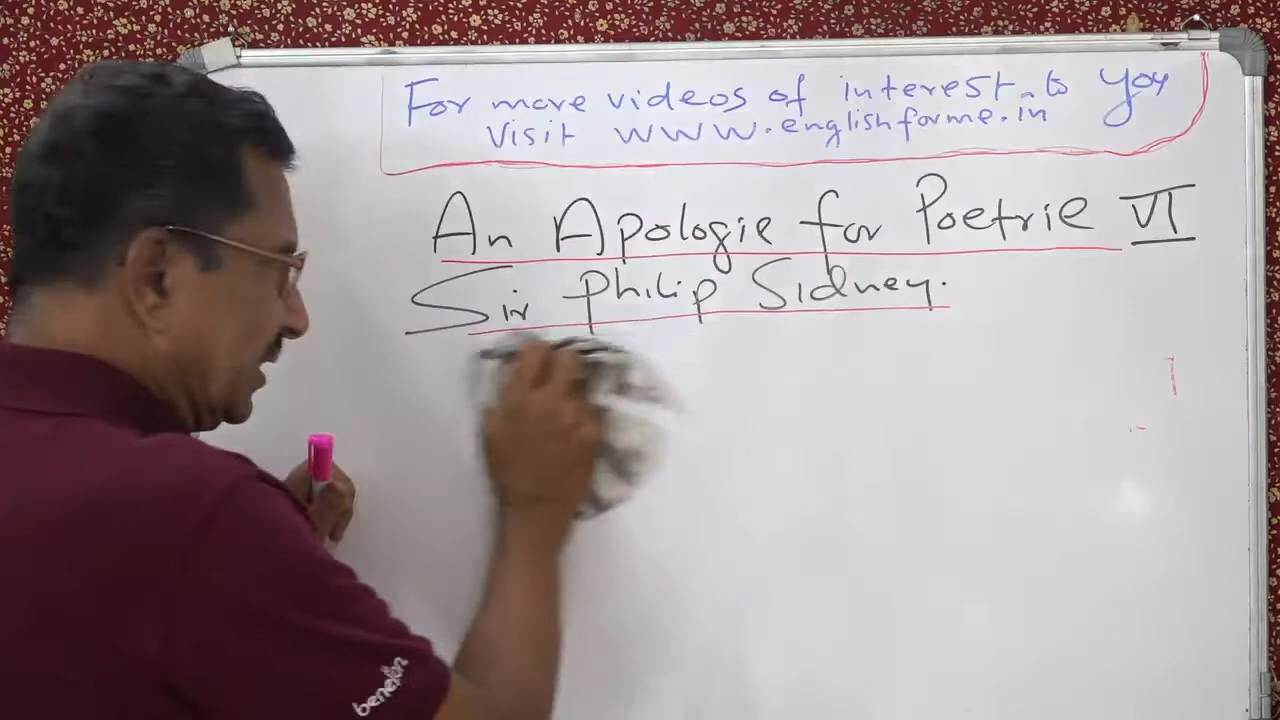 For more videos of interest to you
Visit www.englishforme.in
An Apologie for Poetrie VI
Sir Philip Sidney.
benetton